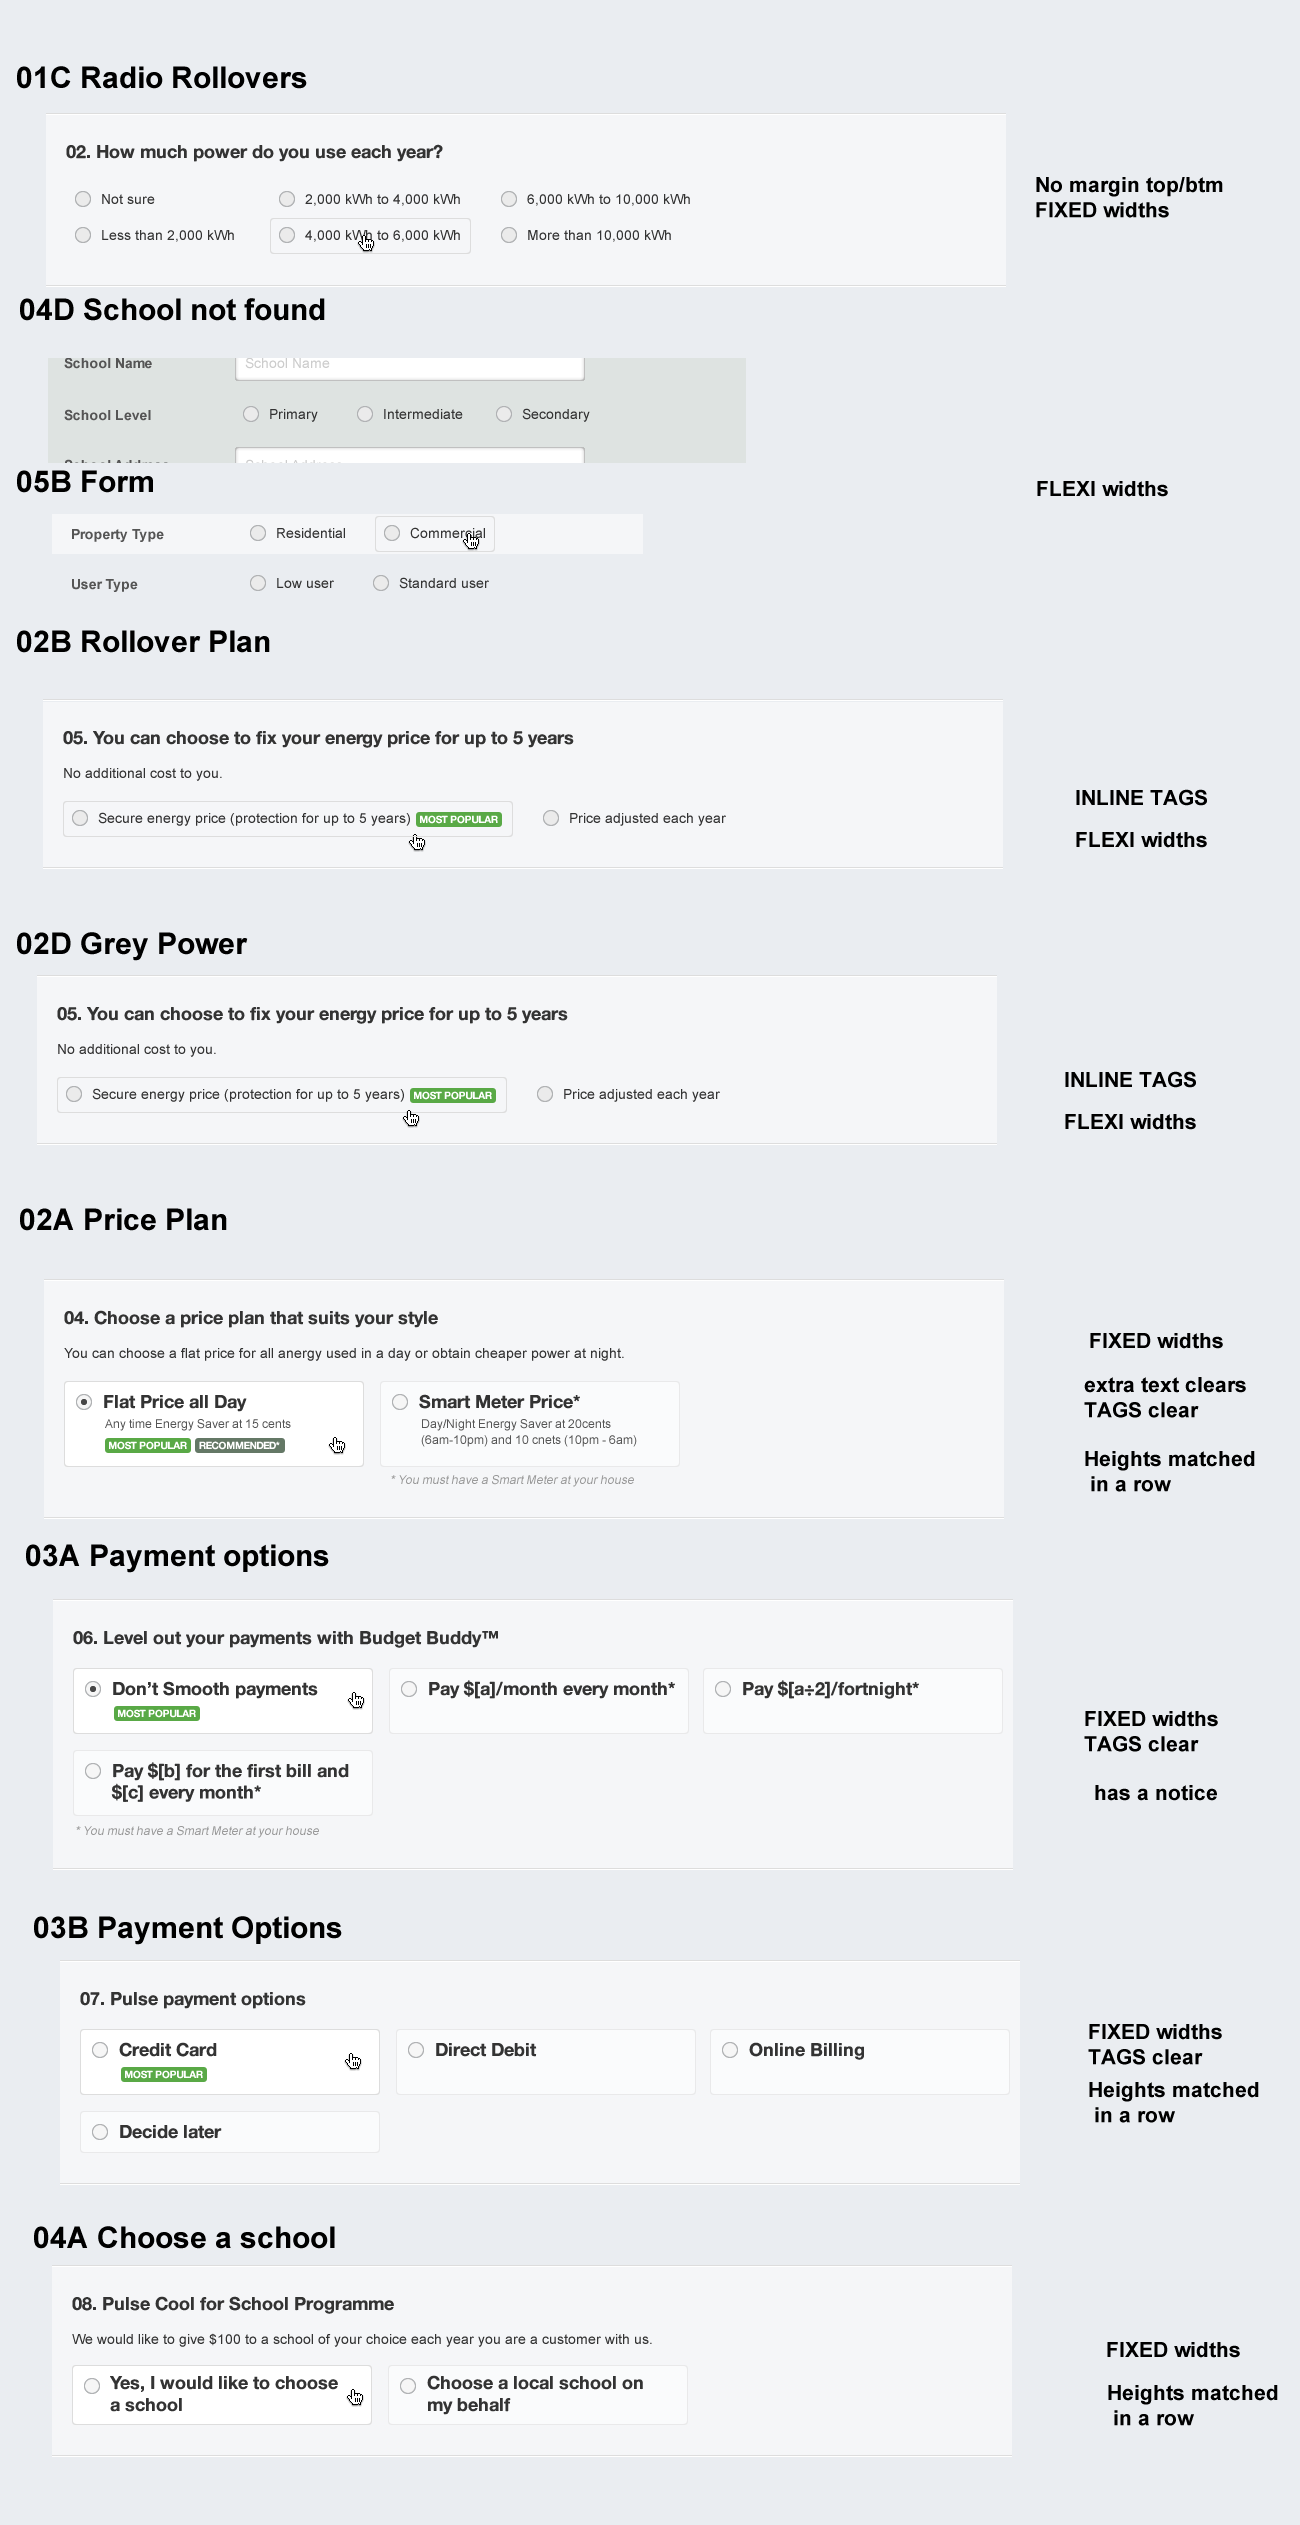 01C Radio Rollovers
02. How much power do you use each year?
Not sure
2,000 kWh to 4,000 kWh
6,000 kWh to 10,000 kWh
Less than 2,000 kWh
4,000 kWh to 6,000 kWh
More than 10,000 kWh
No margin top/btm
FIXED widths
04D School not found
School Name
School Name
School Level
Primary
Intermediate
Secondary
School Address
School Address
05B Form
FLEXI widths
Property Type
Residential
Commercial
User Type
Low user
Standard user
02B Rollover Plan
05. You can choose to fix your energy price for up to 5 years
No additional cost to you.
Secure energy price (protection for up to 5 years) MOST POPULAR
Price adjusted each year
INLINE TAGS
FLEXI widths
02D Grey Power
05. You can choose to fix your energy price for up to 5 years
No additional cost to you.
Secure energy price (protection for up to 5 years) MOST POPULAR
Price adjusted each year
INLINE TAGS
FLEXI widths
02A Price Plan
04. Choose a price plan that suits your style
You can choose a flat price for all anergy used in a day or obtain cheaper power at night.
Flat Price all Day
Any time Energy Saver at 15 cents
MOST POPULAR RECOMMENDED*
Smart Meter Price*
Day/Night Energy Saver at 20cents
(6am-10pm) and 10 cnets (10pm - 6am)
* You must have a Smart Meter at your house
FIXED widths
extra text clears
TAGS clear
Heights matched
in a row
03A Payment options
06. Level out your payments with Budget Buddy™
Don't Smooth payments
MOST POPULAR
Pay $[a]/month every month*
Pay $[a÷2]/fortnight*
Pay $[b] for the first bill and
$[c] every month*
* You must have a Smart Meter at your house
FIXED widths
TAGS clear
has a notice
03B Payment Options
07. Pulse payment options
Credit Card
MOST POPULAR
Direct Debit
Online Billing
Decide later
FIXED widths
TAGS clear
Heights matched
in a row
04A Choose a school
08. Pulse Cool for School Programme
We would like to give $100 to a school of your choice each year you are a customer with us.
Yes, I would like to choose
a school
Choose a local school on
my behalf
FIXED widths
Heights matched
in a row